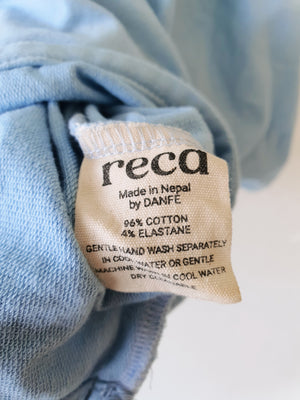 reca
Made in Nepal
by DANFE
96% COTTON
4% ELASTANE
GENTLE HAND WASH SEPARATELY
IN COOL WATER OR GENTLE
MACHINE WASH IN COOL WATER
DRY